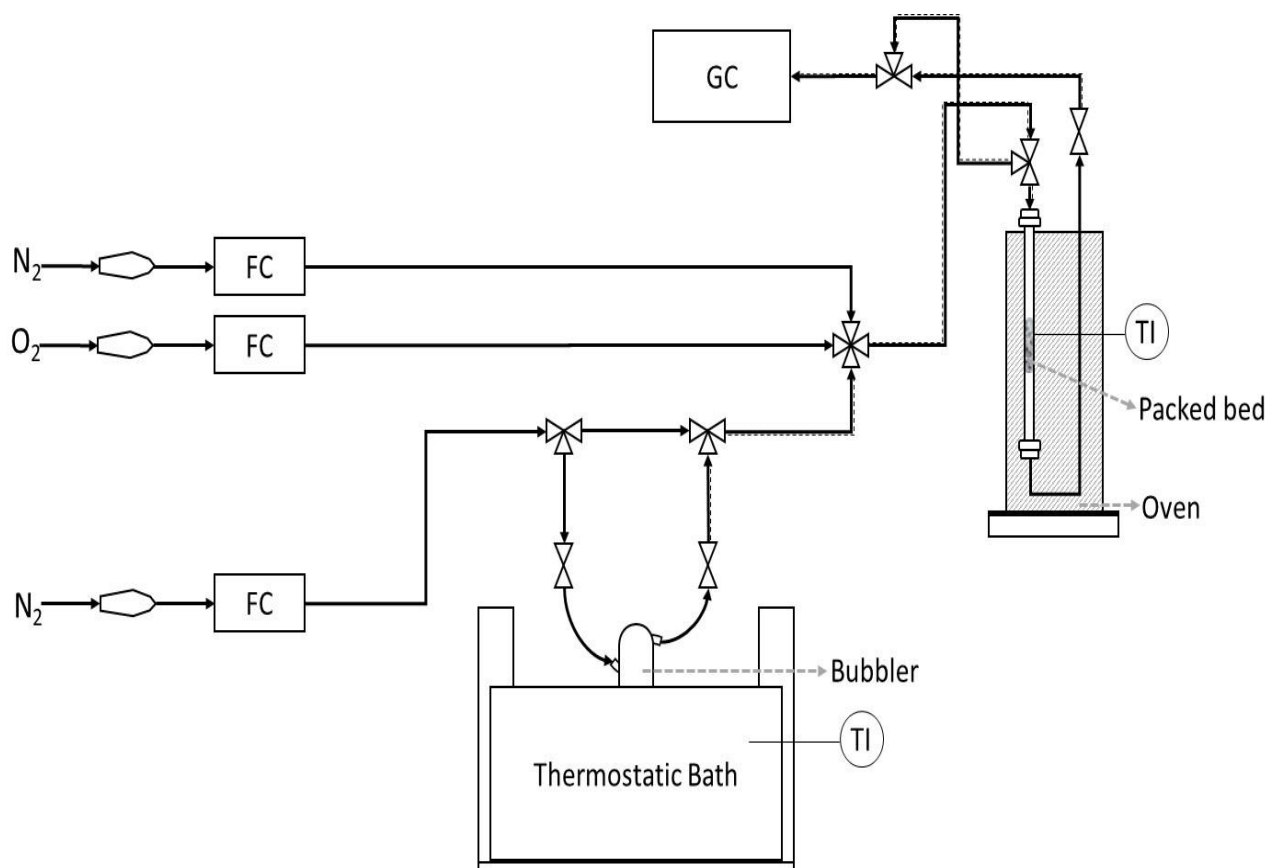 GC
N₂
FC
O₂
FC
TI
Packed bed
Oven
N₂
FC
Bubbler
TI
Thermostatic Bath